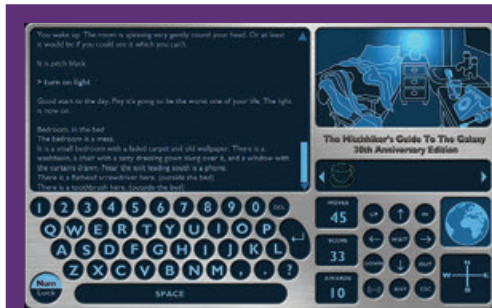 You wake up. The room is spinning very gently round your head. Or at least
it would be if you could see it which you can't.
It is pitch black.
> turn on light
Good start to the day. Pity it's going to be the worst one of your life. The light
is now on.
Bedroom, in the bed
The bedroom is a mess.
It is a small bedroom with a faded carpet and old wallpaper. There is a
washbasin, a chair with a tatty dressing gown slung over it, and a window with
the curtains drawn. Near the exit leading south is a phone.
There is a flathead screwdriver here. (outside the bed)
There is a toothbrush here. (outside the bed)
The Hitchhiker's Guide To The Galaxy
30th Anniversary Edition
1 2 3 4 5 6 7 8 9 0 DEL
Q W E R T Y U I O P
A S D F G H I J K L
Z X C V B N M , . ?
Num
Lock
SPACE
MOVES
45
SCORE
33
AWARDS
10
UP IN
WAIT
DOWN OUT
ANY ESC
N
W E
S